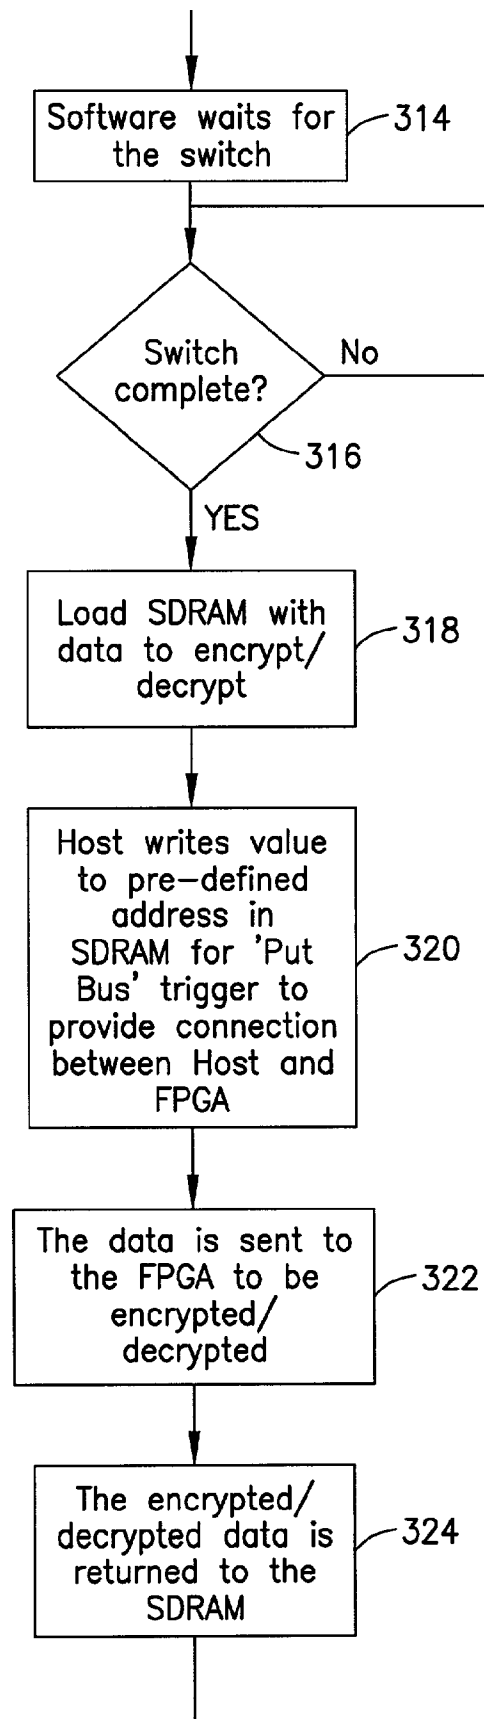 Software waits for
the switch
314
Switch
complete?
No
316
YES
Load SDRAM with
data to encrypt/
decrypt
318
Host writes value
to pre-defined
address in
SDRAM for 'Put
Bus' trigger to
provide connection
between Host and
FPGA
320
The data is sent to
the FPGA to be
encrypted/
decrypted
322
The encrypted/
decrypted data is
returned to the
SDRAM
324